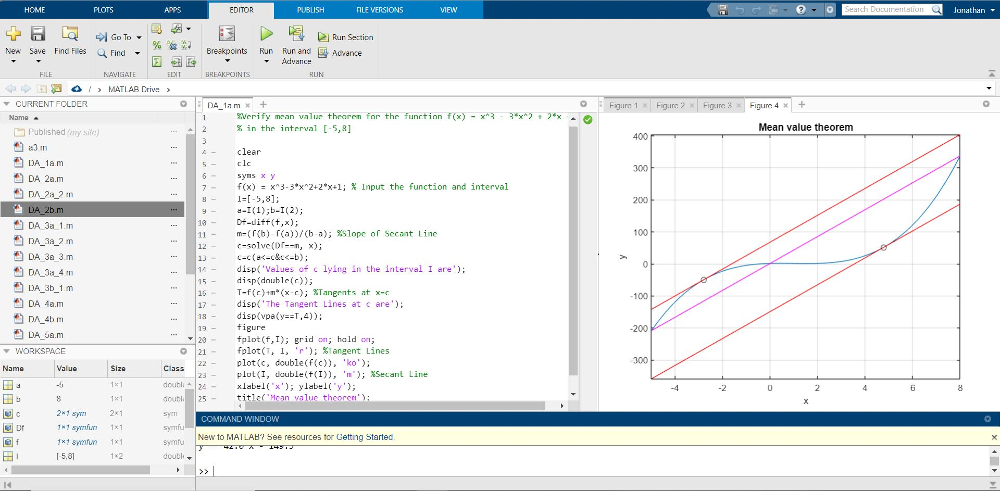 HOME PLOTS APPS EDITOR PUBLISH FILE VERSIONS VIEW Search Documentation Jonathan
New Save Find Files Go To Find Breakpoints Run Run and Advance Run Section Advance
FILE NAVIGATE EDIT BREAKPOINTS RUN
/ > MATLAB Drive >
CURRENT FOLDER
Name
Published (my site)
a3.m
DA_1a.m
DA_2a.m
DA_2a_2.m
DA_2b.m
DA_3a_1.m
DA_3a_2.m
DA_3a_3.m
DA_3a_4.m
DA_3b_1.m
DA_4a.m
DA_4b.m
DA_5a.m
WORKSPACE
Name Value Size Class
a -5 1×1 double
b 8 1×1 double
c 2×1 sym 2×1 sym
Df 1×1 symfun 1×1 symfu
f 1×1 symfun 1×1 symfu
I [-5,8] 1×2 double
DA_1a.m × +
1 %Verify mean value theorem for the function f(x) = x^3 - 3*x^2 + 2*x -
2 % in the interval [-5,8]
3
4 – clear
5 – clc
6 – syms x y
7 – f(x) = x^3-3*x^2+2*x+1; % Input the function and interval
8 – I=[-5,8];
9 – a=I(1);b=I(2);
10 – Df=diff(f,x);
11 – m=(f(b)-f(a))/(b-a); %Slope of Secant Line
12 – c=solve(Df==m, x);
13 – c=c(a<=c&c<=b);
14 – disp('Values of c lying in the interval I are');
15 – disp(double(c));
16 – T=f(c)+m*(x-c); %Tangents at x=c
17 – disp('The Tangent Lines at c are');
18 – disp(vpa(y==T,4));
19 – figure
20 – fplot(f,I); grid on; hold on;
21 – fplot(T, I, 'r'); %Tangent Lines
22 – plot(c, double(f(c)), 'ko');
23 – plot(I, double(f(I)), 'm'); %Secant Line
24 – xlabel('x'); ylabel('y');
25 – title('Mean value theorem');
Figure 1 × Figure 2 × Figure 3 × Figure 4 × +
Mean value theorem
400
300
200
100
0
-100
-200
-300
y
-4 -2 0 2 4 6 8
x
COMMAND WINDOW
New to MATLAB? See resources for Getting Started.
y == 42.0 x - 149.5
>>